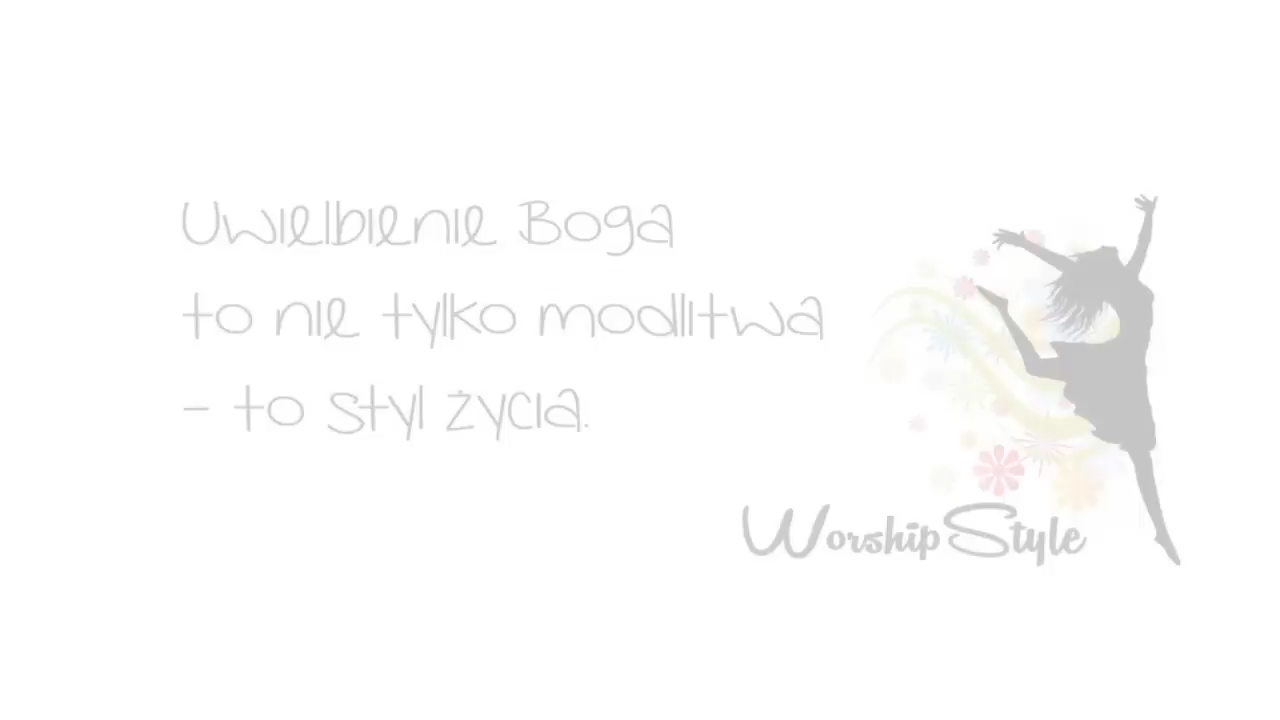 Uwielbienie Boga
to nie tylko modlitwa
- to styl życia.
WorshipStyle